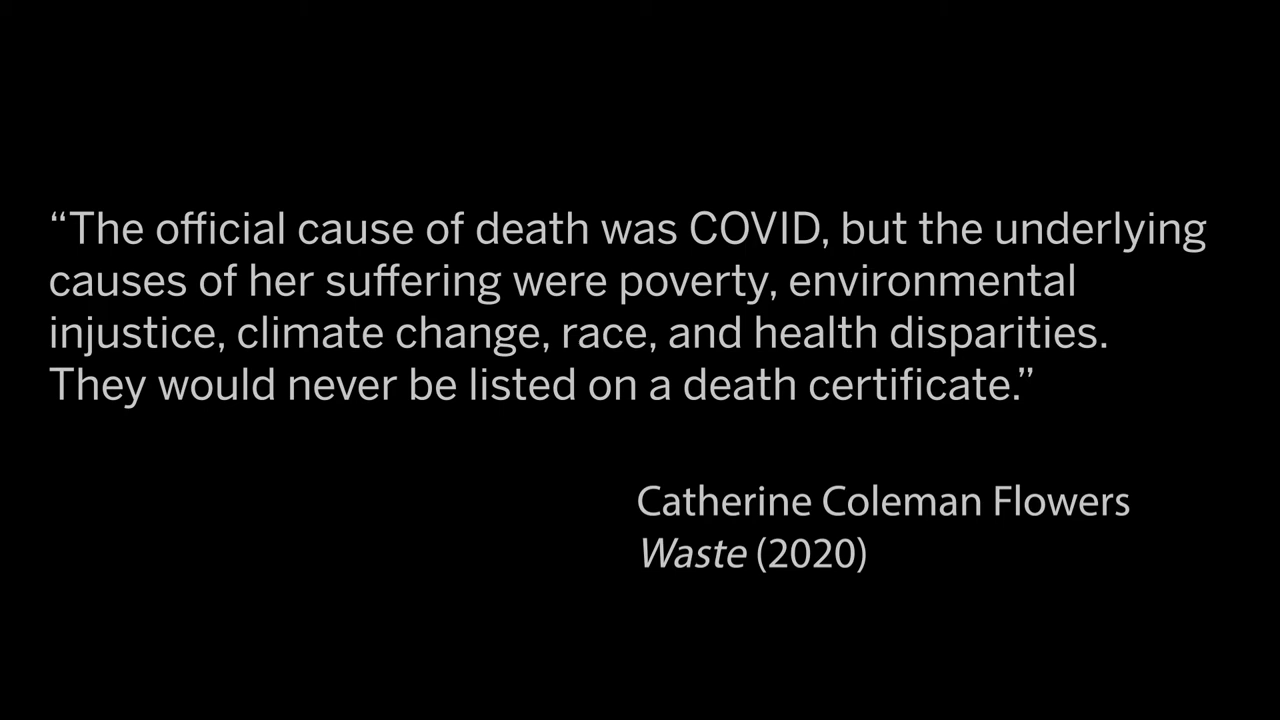 “The official cause of death was COVID, but the underlying
causes of her suffering were poverty, environmental
injustice, climate change, race, and health disparities.
They would never be listed on a death certificate.”
Catherine Coleman Flowers
Waste (2020)